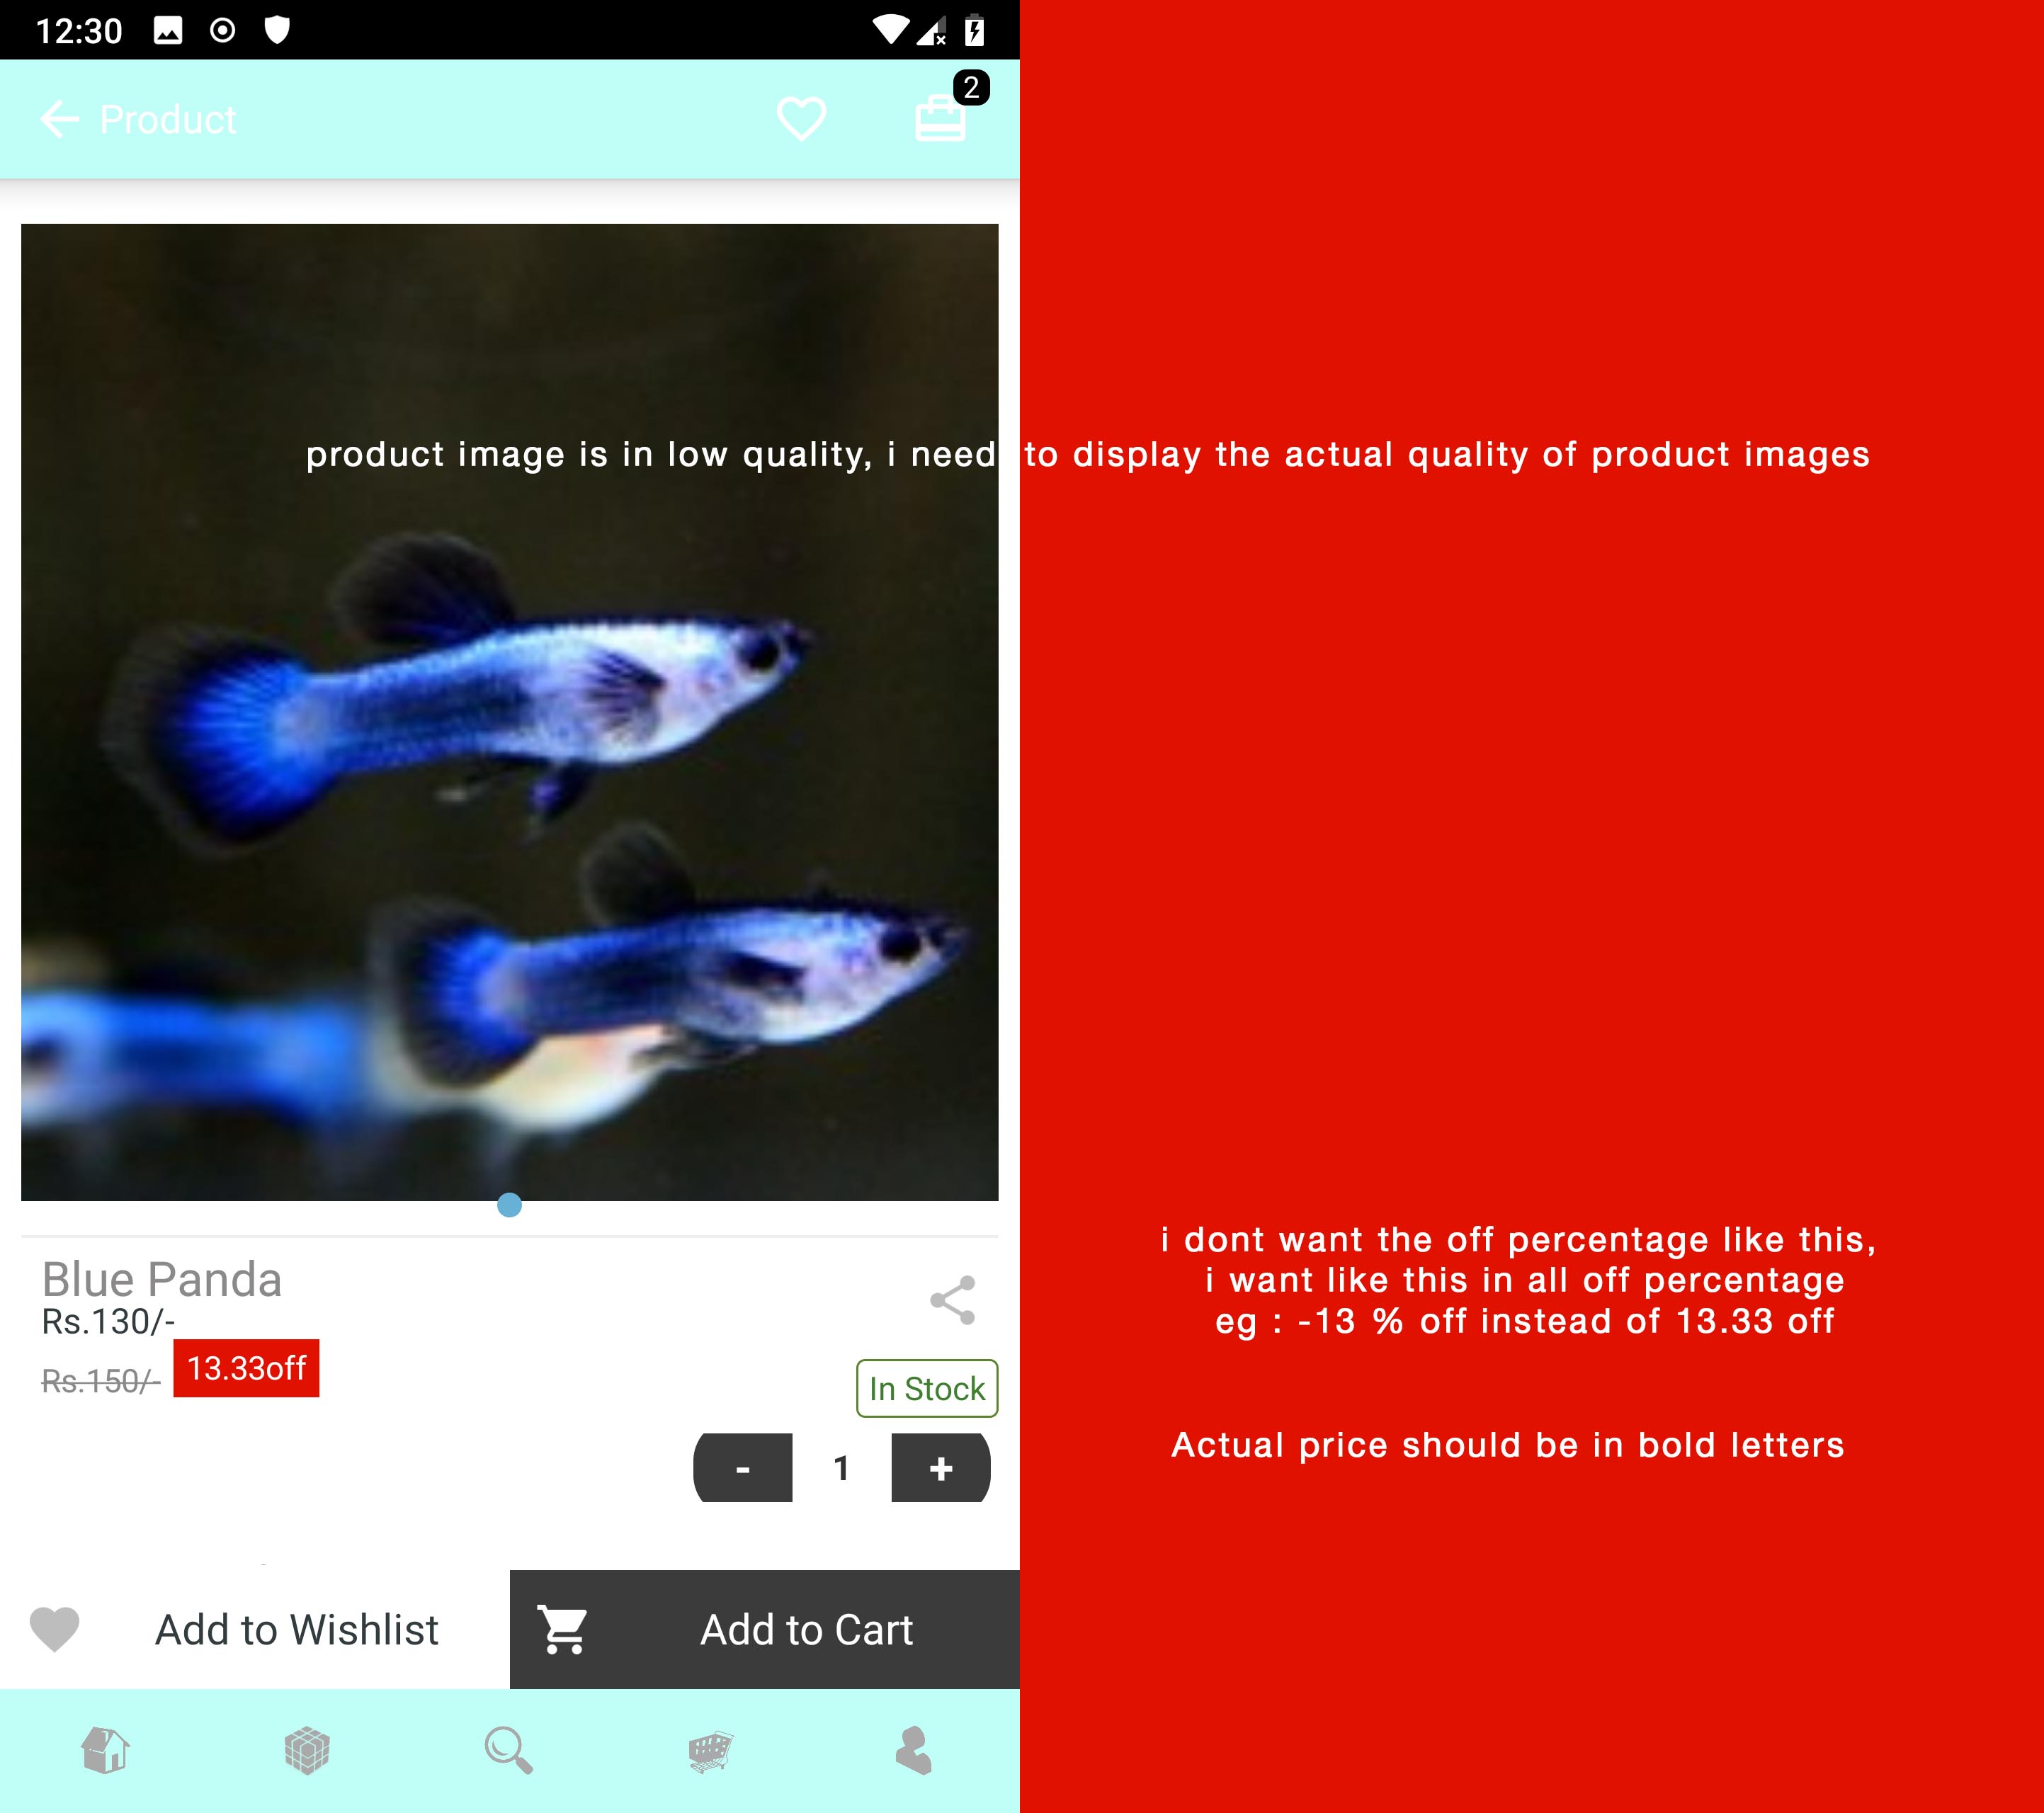 12:30
2
Product
product image is in low quality, i need to display the actual quality of product images
Blue Panda
Rs.130/-
Rs.150/-
13.33off
In Stock
- 1 +
Add to Wishlist
Add to Cart
i dont want the off percentage like this,
i want like this in all off percentage
eg : -13 % off instead of 13.33 off
Actual price should be in bold letters